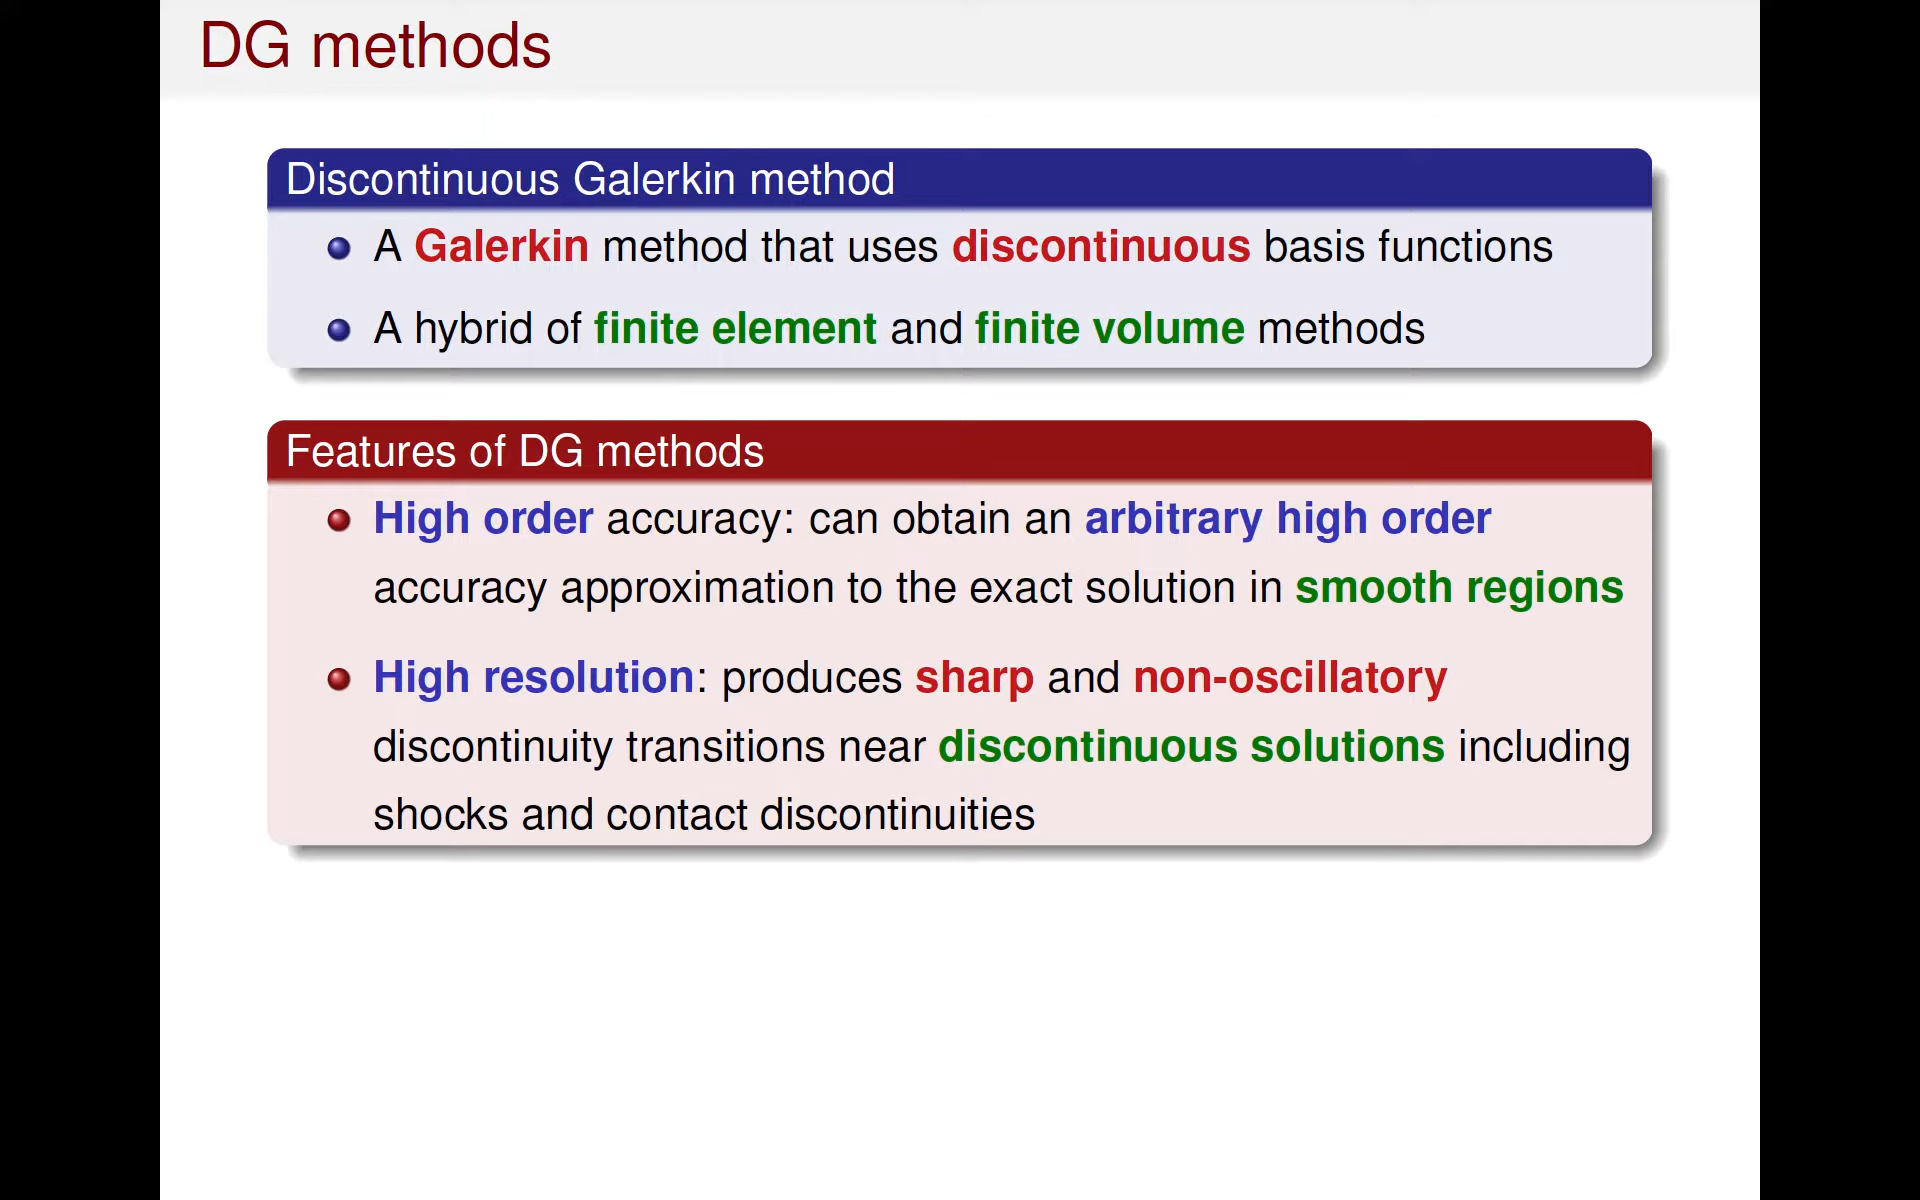 DG methods
Discontinuous Galerkin method
A Galerkin method that uses discontinuous basis functions
A hybrid of finite element and finite volume methods
Features of DG methods
High order accuracy: can obtain an arbitrary high order
accuracy approximation to the exact solution in smooth regions
High resolution: produces sharp and non-oscillatory
discontinuity transitions near discontinuous solutions including
shocks and contact discontinuities